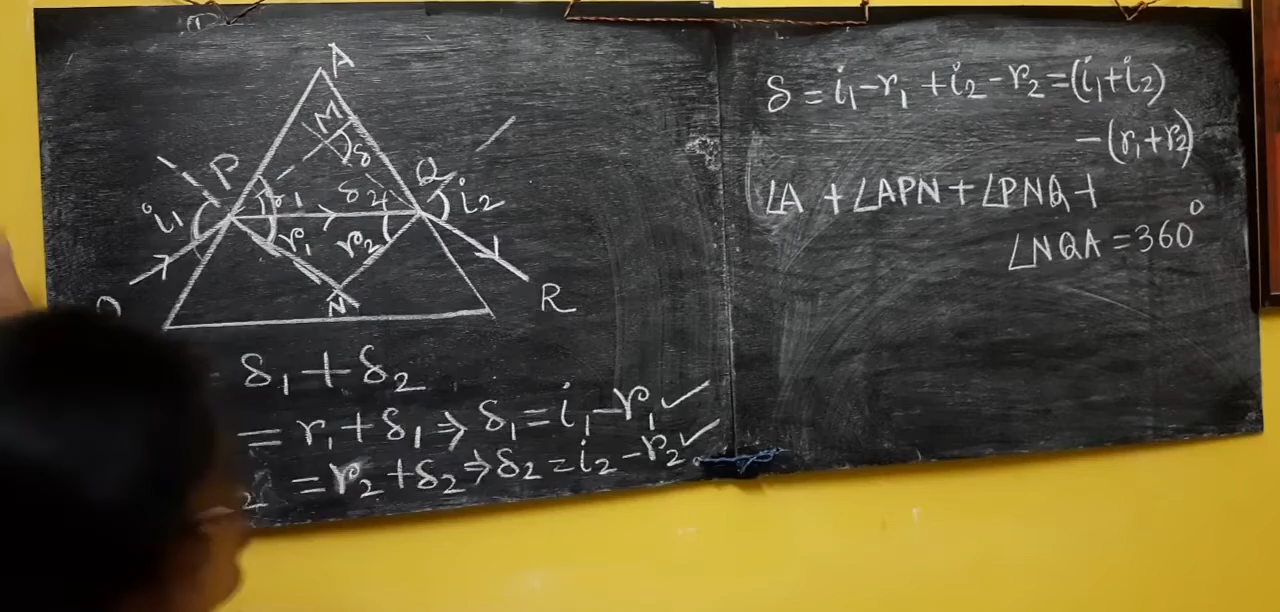 A
M
δ
P
Q
i₁
δ₁
δ₂
i₂
r₁
r₂
N
R
δ₁ + δ₂
= r₁ + δ₁ ⇒ δ₁ = i₁ - r₁ ✓
₂ = r₂ + δ₂ ⇒ δ₂ = i₂ - r₂ ✓
δ = i₁ - r₁ + i₂ - r₂ = (i₁ + i₂)
- (r₁ + r₂)
∠A + ∠APN + ∠PNQ +
∠NQA = 360°